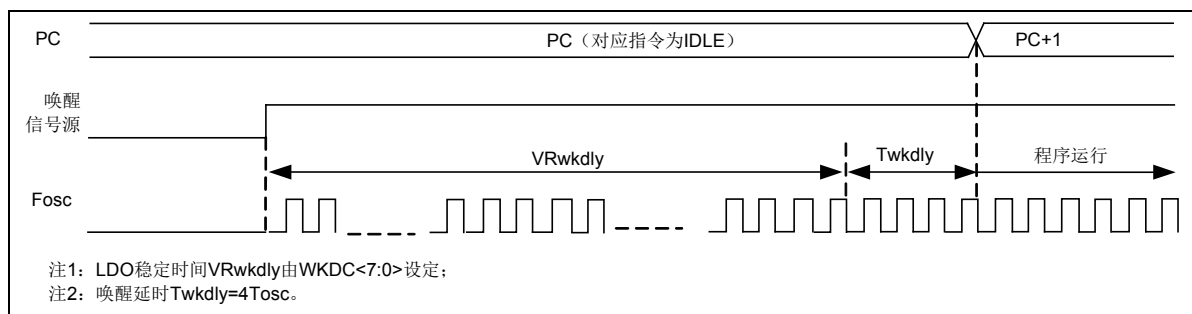 PC
PC（对应指令为IDLE）
PC+1
唤醒
信号源
VRwkdly
Twkdly
程序运行
Fosc
注1：LDO稳定时间VRwkdly由WKDC<7:0>设定；
注2：唤醒延时Twkdly=4Tosc。